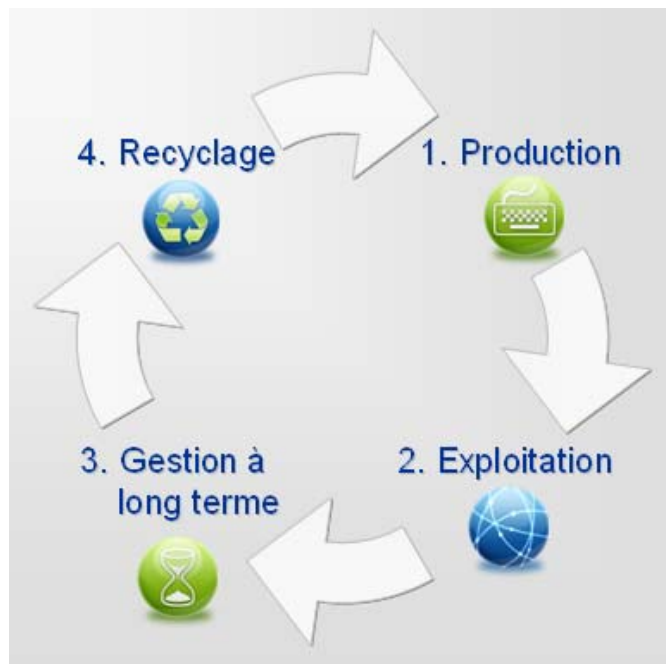 1. Production
2. Exploitation
3. Gestion à
long terme
4. Recyclage